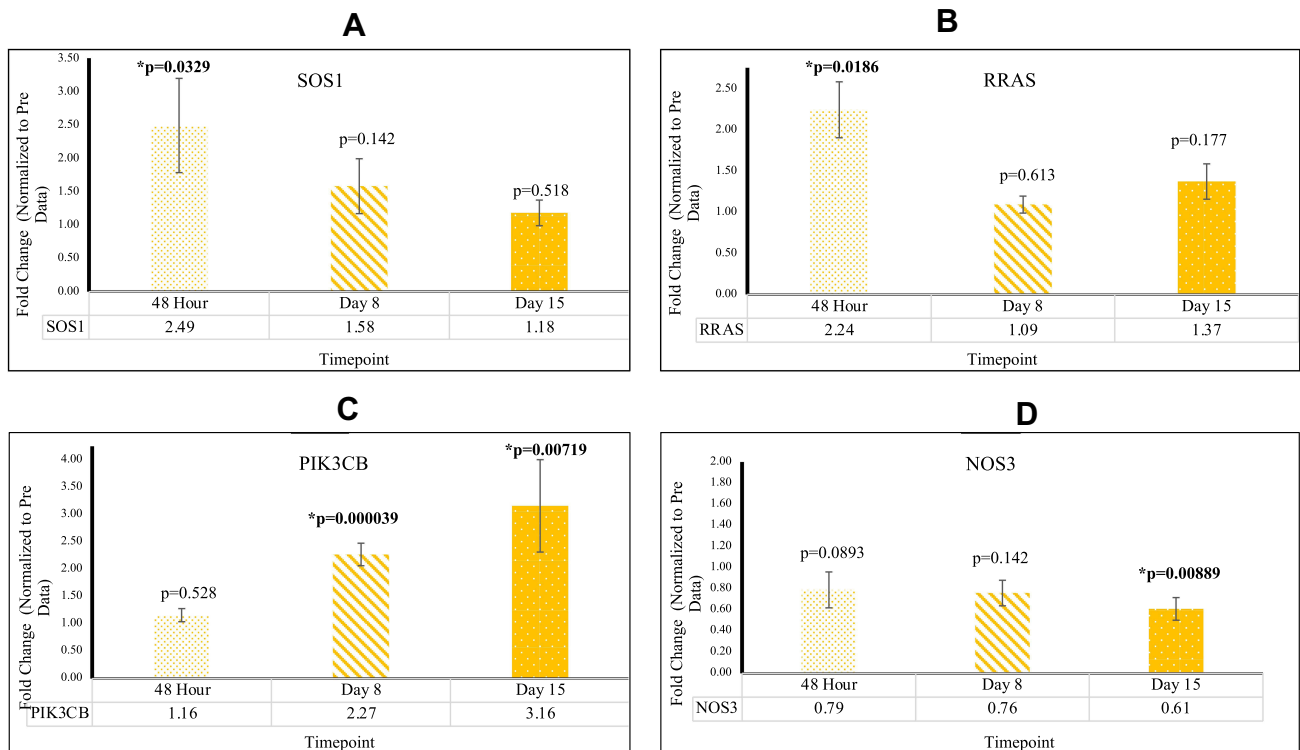 A
SOS1
Fold Change (Normalized to Pre
Data)
3.50
3.00
2.50
2.00
1.50
1.00
0.50
0.00
*p=0.0329
p=0.142
p=0.518
48 Hour Day 8 Day 15
SOS1 2.49 1.58 1.18
Timepoint
B
RRAS
Fold Change (Normalized to Pre
Data)
2.50
2.00
1.50
1.00
0.50
0.00
*p=0.0186
p=0.613
p=0.177
48 Hour Day 8 Day 15
RRAS 2.24 1.09 1.37
Timepoint
C
PIK3CB
Fold Change (Normalized to Pre
Data)
4.00
3.50
3.00
2.50
2.00
1.50
1.00
0.50
0.00
p=0.528
*p=0.000039
*p=0.00719
48 Hour Day 8 Day 15
PIK3CB 1.16 2.27 3.16
Timepoint
D
NOS3
Fold Change (Normalized to Pre
Data)
2.00
1.80
1.60
1.40
1.20
1.00
0.80
0.60
0.40
0.20
0.00
p=0.0893
p=0.142
*p=0.00889
48 Hour Day 8 Day 15
NOS3 0.79 0.76 0.61
Timepoint